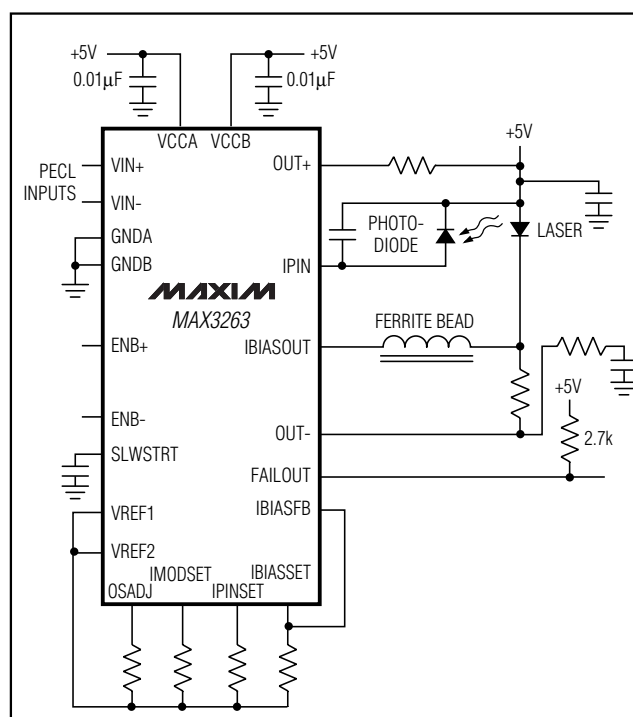 +5V
+5V
0.01µF
0.01µF
VCCA
VCCB
+5V
PECL
INPUTS
VIN+
OUT+
VIN-
PHOTO-
DIODE
LASER
GNDA
GNDB
IPIN
MAXIM
MAX3263
FERRITE BEAD
ENB+
IBIASOUT
+5V
ENB-
OUT-
2.7k
SLWSTRT
FAILOUT
VREF1
IBIASFB
VREF2
IMODSET
IBIASSET
OSADJ
IPINSET